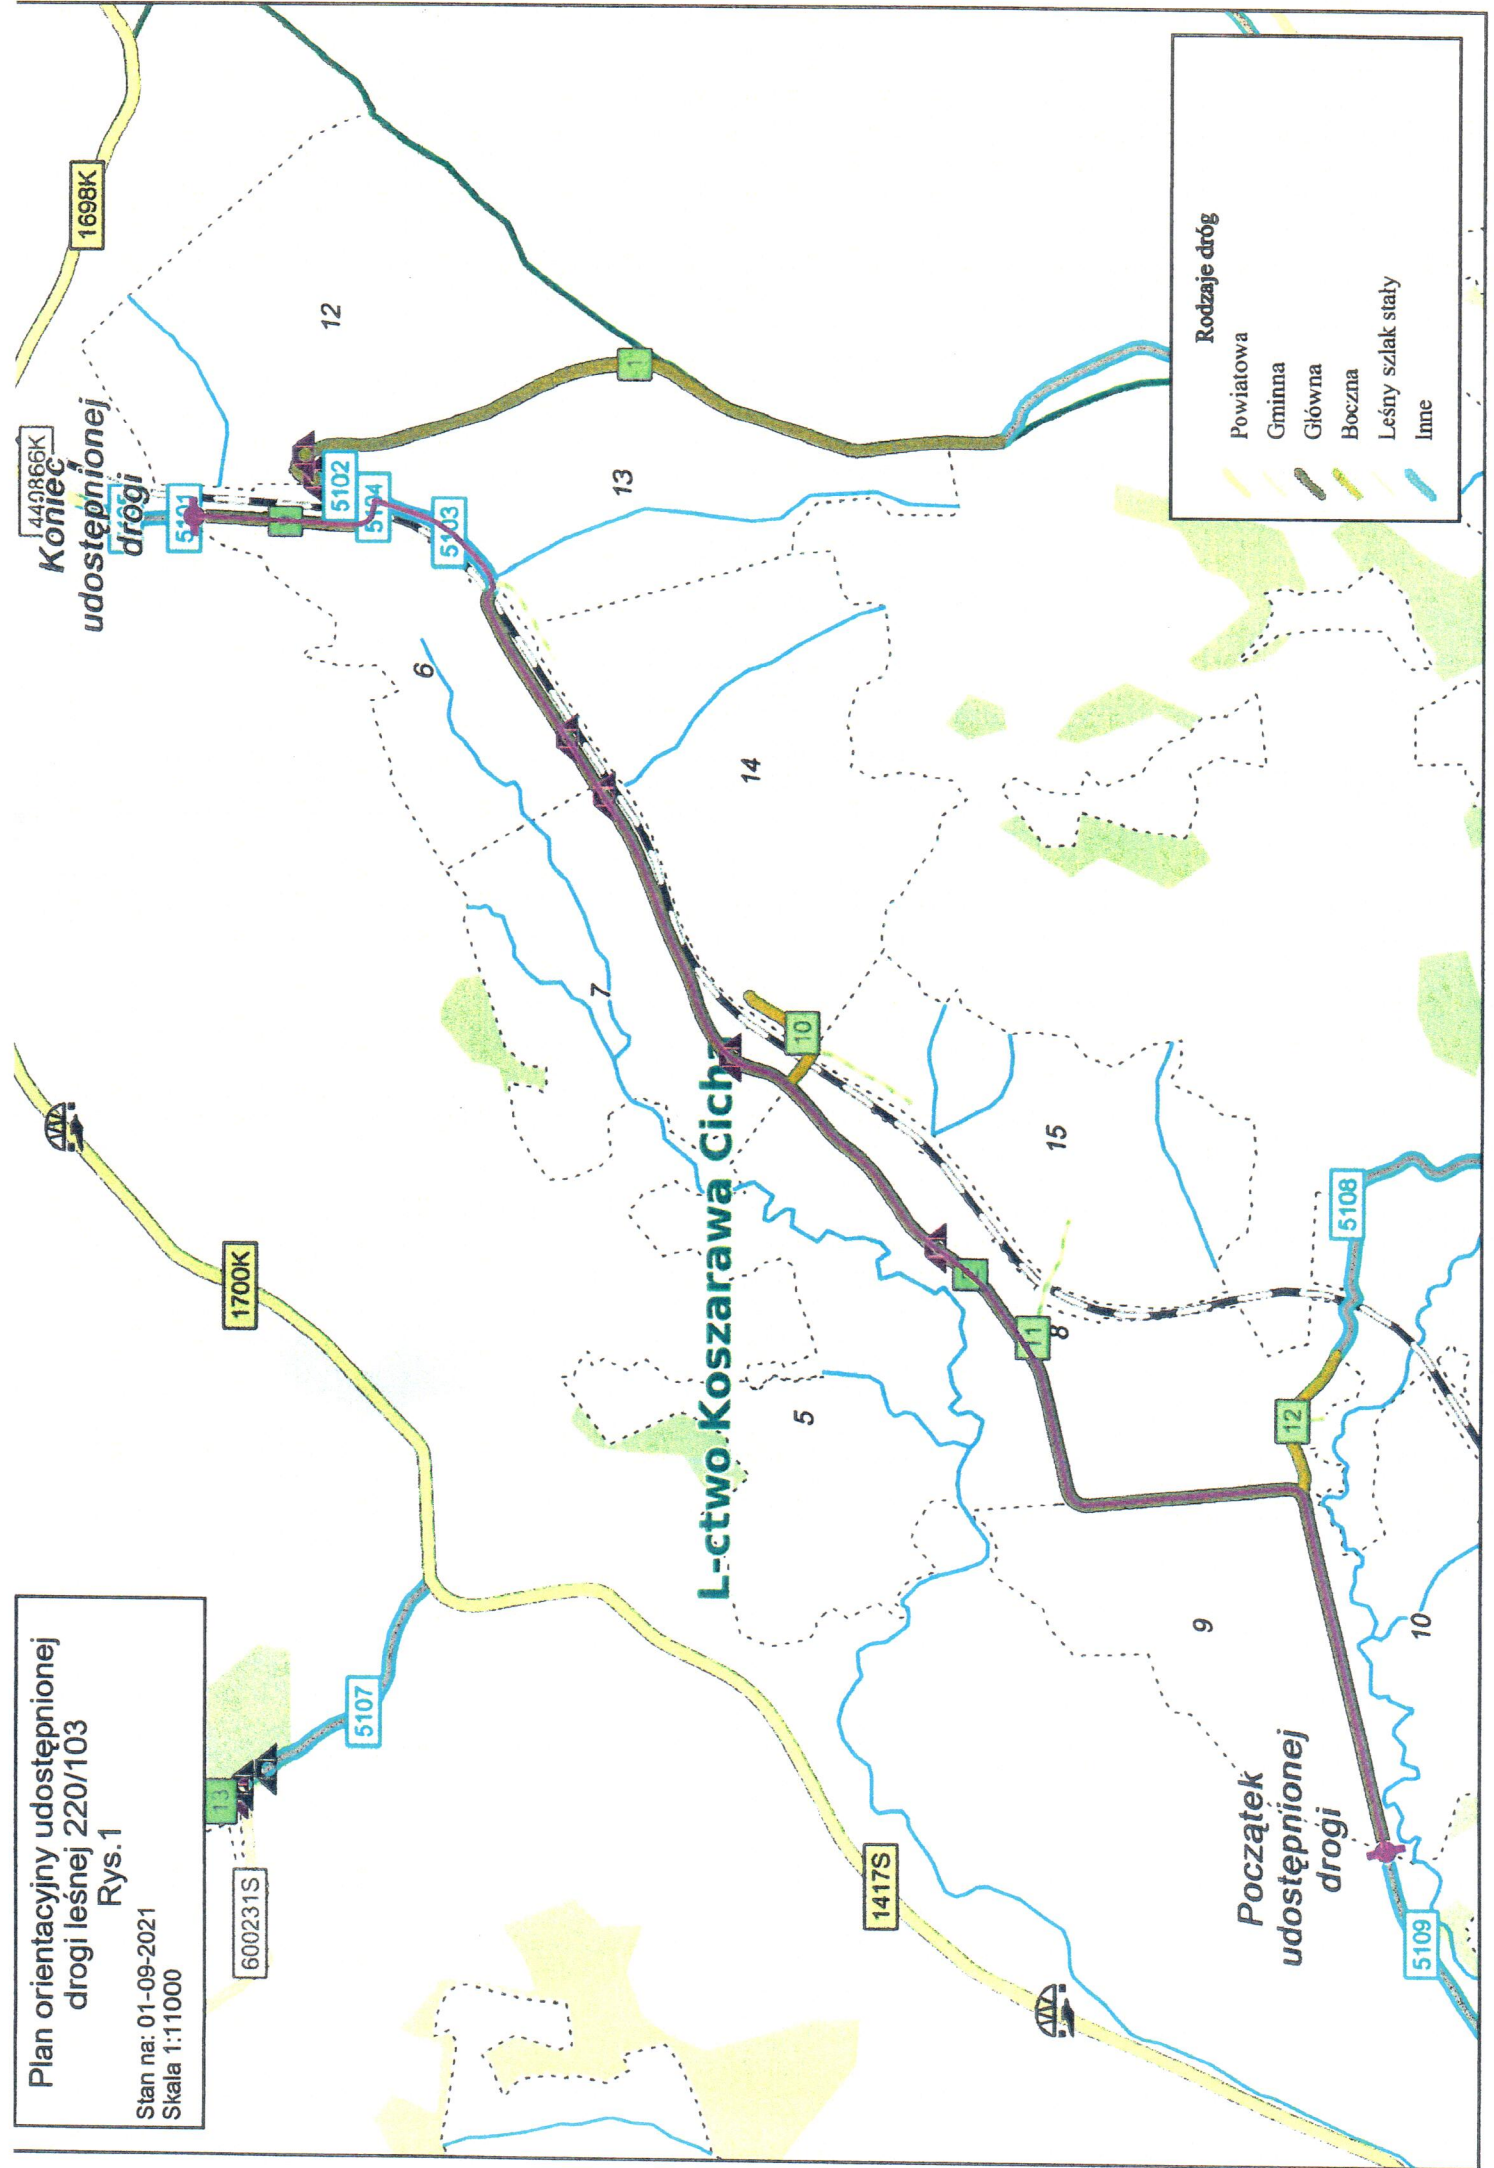 Plan orientacyjny udostępnionej
drogi leśnej 220/103
Rys.1
Stan na: 01-09-2021
Skala 1:11000
13
600231S
5107
1700K
1417S
1698K
Koniec
udostępnionej
drogi
5101
5102
5103
12
1
13
6
14
7
10
L-ctwo Koszarawa Cicha
15
5
11
8
5108
12
9
10
Początek
udostępnionej
drogi
5109
Rodzaje dróg
Powiatowa
Gminna
Główna
Boczna
Leśny szlak stały
Inne